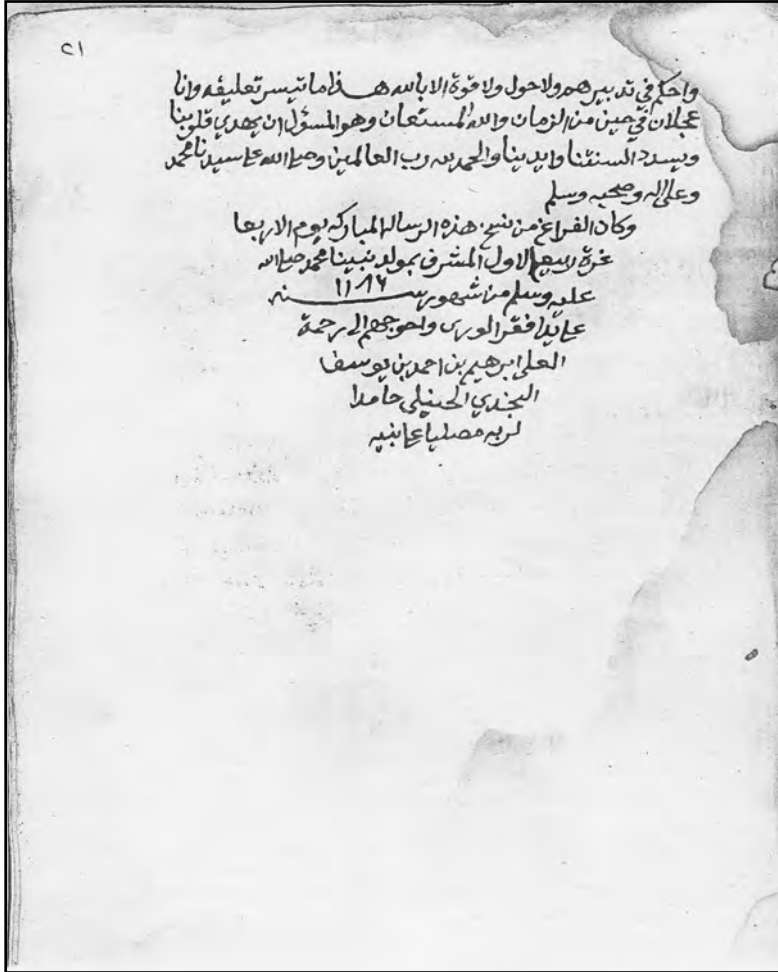 ٢١
واحكم في تدبيرهم ولا حول ولا قوة الا بالله هذا ما تيسر تعليقه وانا
عجلان في حين من الزمان والله المستعان وهو المسؤل ان يهدي قلوبنا
ويسدد السنتنا وايدينا والحمد لله رب العالمين وصلى الله على سيدنا محمد
وعلى اله وصحبه وسلم
وكان الفراغ من نسخ هذه الرساله المباركه يوم الاربعا
غرة ربيع الاول المشرف بمولد نبينا محمد صلى الله
عليه وسلم من شهور سنه ١١٨٦
على يد افقر الورى واحوجهم الى رحمة
العلي ابرهيم بن احمد بن يوسف
النجدي الحنبلي حامدا
لربه مصليا على نبيه